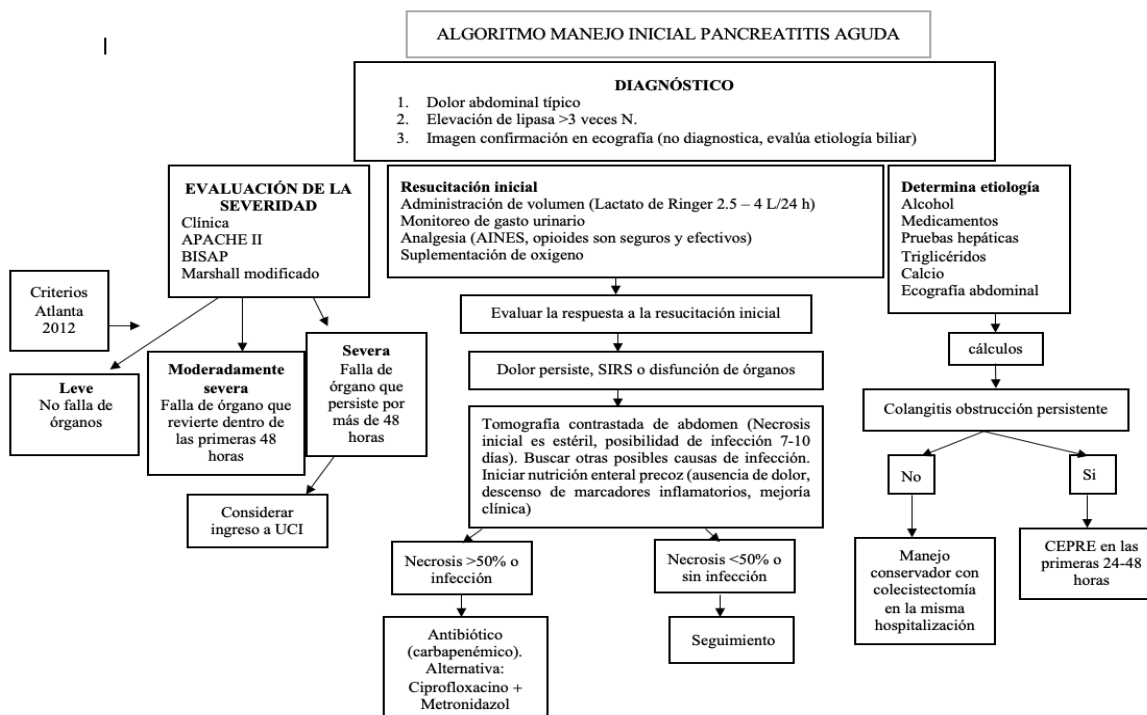 ALGORITMO MANEJO INICIAL PANCREATITIS AGUDA
DIAGNÓSTICO
1. Dolor abdominal típico
2. Elevación de lipasa >3 veces N.
3. Imagen confirmación en ecografía (no diagnostica, evalúa etiología biliar)
EVALUACIÓN DE LA
SEVERIDAD
Clínica
APACHE II
BISAP
Marshall modificado
Resucitación inicial
Administración de volumen (Lactato de Ringer 2.5 – 4 L/24 h)
Monitoreo de gasto urinario
Analgesia (AINES, opioides son seguros y efectivos)
Suplementación de oxigeno
Determina etiología
Alcohol
Medicamentos
Pruebas hepáticas
Triglicéridos
Calcio
Ecografía abdominal
Criterios
Atlanta
2012
Leve
No falla de
órganos
Moderadamente
severa
Falla de órgano que
revierte dentro de
las primeras 48
horas
Severa
Falla de
órgano que
persiste por
más de 48
horas
Considerar
ingreso a UCI
Evaluar la respuesta a la resucitación inicial
Dolor persiste, SIRS o disfunción de órganos
Tomografía contrastada de abdomen (Necrosis
inicial es estéril, posibilidad de infección 7-10
días). Buscar otras posibles causas de infección.
Iniciar nutrición enteral precoz (ausencia de dolor,
descenso de marcadores inflamatorios, mejoría
clínica)
Necrosis >50% o
infección
Necrosis <50% o
sin infección
Antibiótico
(carbapenémico).
Alternativa:
Ciprofloxacino +
Metronidazol
Seguimiento
cálculos
Colangitis obstrucción persistente
No
Si
Manejo
conservador con
colecistectomía
en la misma
hospitalización
CEPRE en las
primeras 24-48
horas